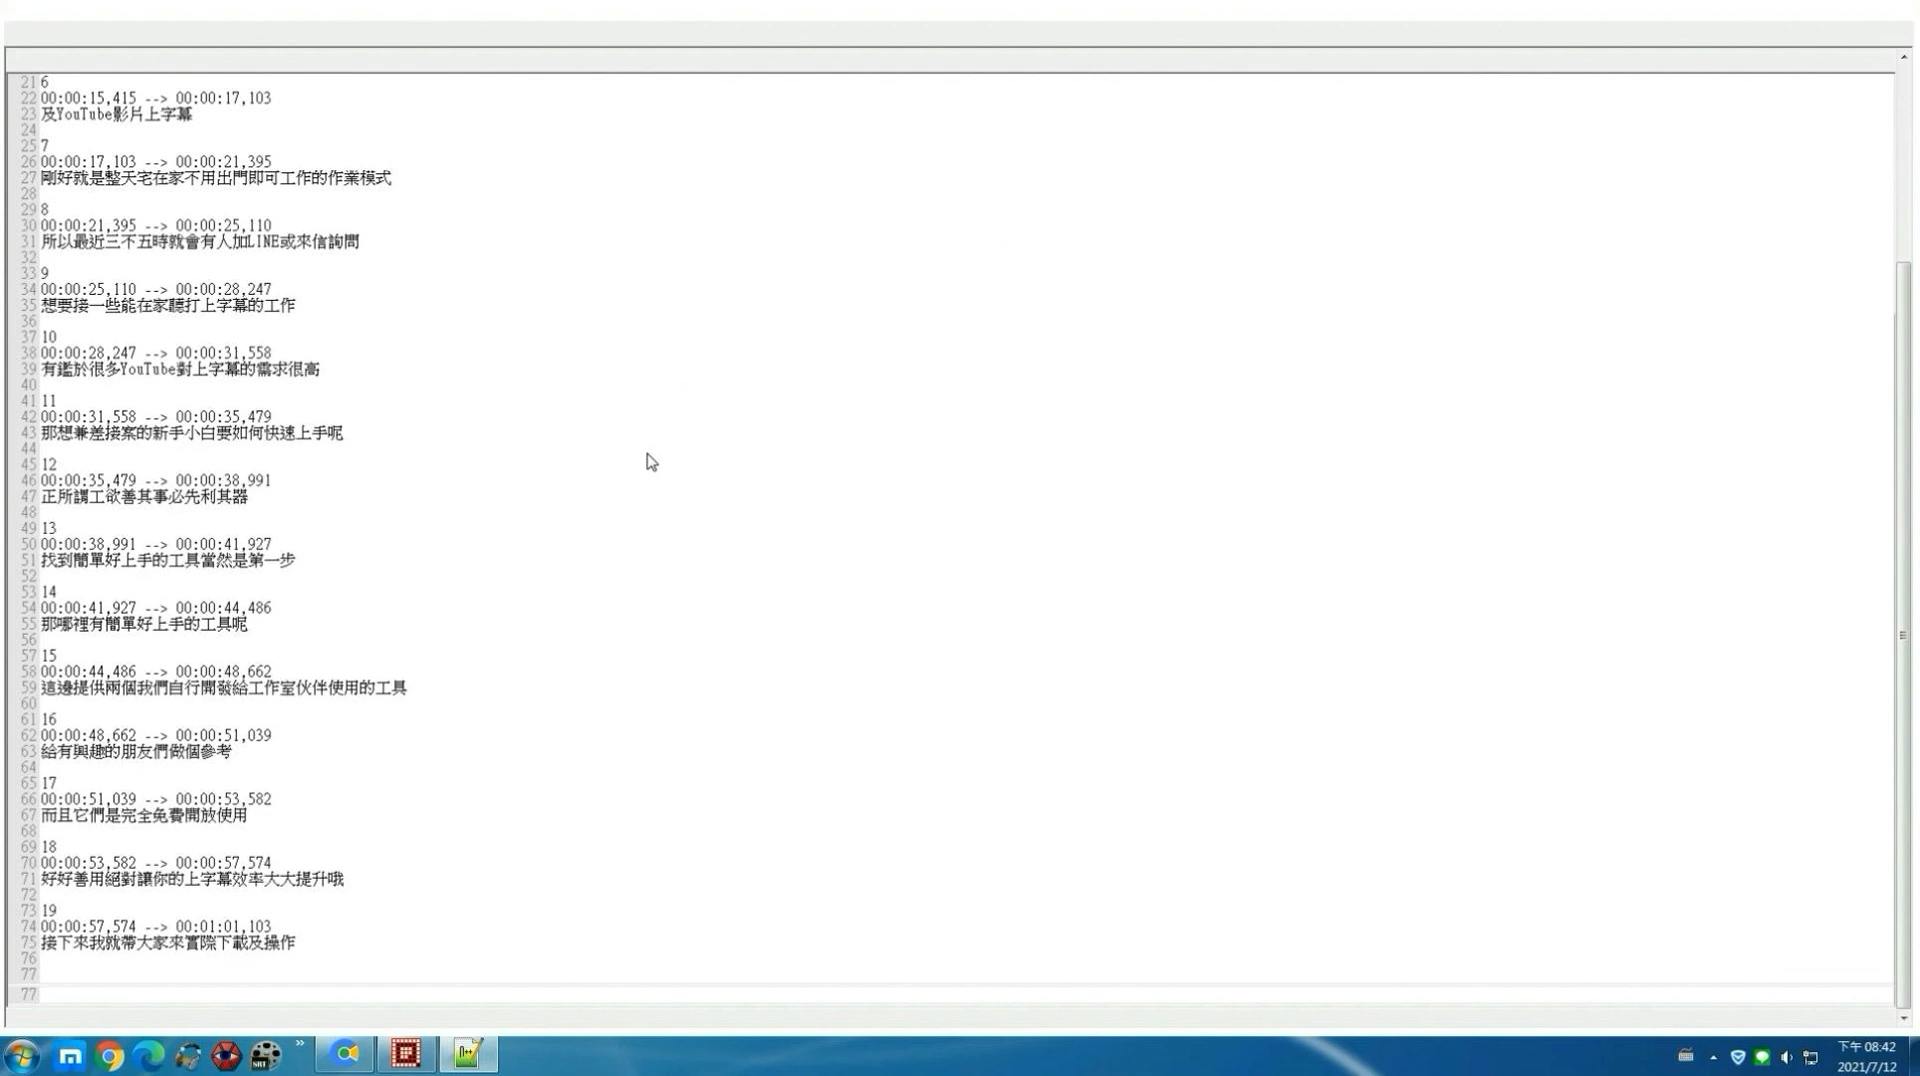 21 6
22 00:00:15,415 --> 00:00:17,103
23 及YouTube影片上字幕
24
25 7
26 00:00:17,103 --> 00:00:21,395
27 剛好就是整天宅在家不用出門即可工作的作業模式
28
29 8
30 00:00:21,395 --> 00:00:25,110
31 所以最近三不五時就會有人加LINE或來信詢問
32
33 9
34 00:00:25,110 --> 00:00:28,247
35 想要接一些能在家聽打上字幕的工作
36
37 10
38 00:00:28,247 --> 00:00:31,558
39 有鑑於很多YouTube對上字幕的需求很高
40
41 11
42 00:00:31,558 --> 00:00:35,479
43 那想兼差接案的新手小白要如何快速上手呢
44
45 12
46 00:00:35,479 --> 00:00:38,991
47 正所謂工欲善其事必先利其器
48
49 13
50 00:00:38,991 --> 00:00:41,927
51 找到簡單好上手的工具當然是第一步
52
53 14
54 00:00:41,927 --> 00:00:44,486
55 那哪裡有簡單好上手的工具呢
56
57 15
58 00:00:44,486 --> 00:00:48,662
59 這邊提供兩個我們自行開發給工作室伙伴使用的工具
60
61 16
62 00:00:48,662 --> 00:00:51,039
63 給有興趣的朋友們做個參考
64
65 17
66 00:00:51,039 --> 00:00:53,582
67 而且它們是完全免費開放使用
68
69 18
70 00:00:53,582 --> 00:00:57,574
71 好好善用絕對讓你的上字幕效率大大提升哦
72
73 19
74 00:00:57,574 --> 00:01:01,103
75 接下來我就帶大家來實際下載及操作
76
77
77
SRT
下午 08:42
2021/7/12